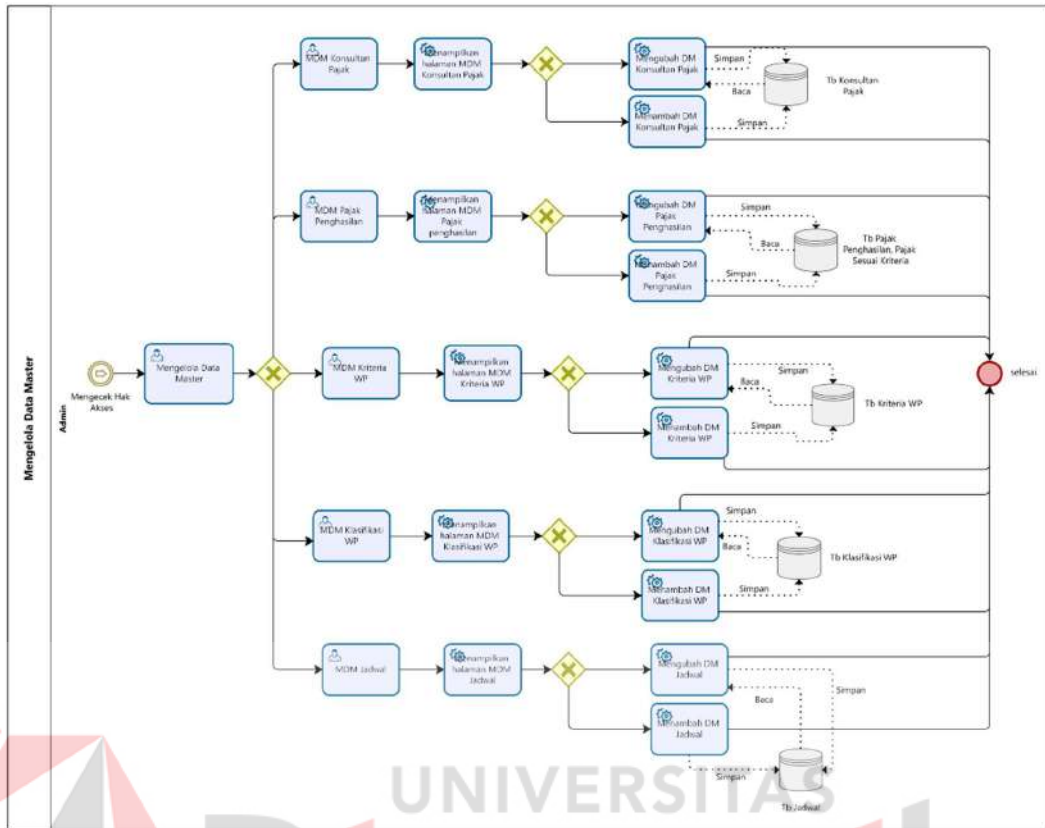 Mengelola Data Master
Admin
Mengecek Hak
Akses
Mengelola Data
Master
MDM Konsultan
Pajak
Menampilkan
halaman MDM
Konsultan Pajak
Mengubah DM
Konsultan Pajak
Menambah DM
Konsultan Pajak
Simpan
Baca
Simpan
Tb Konsultan
Pajak
MDM Pajak
Penghasilan
Menampilkan
halaman MDM
Pajak
penghasilan
Mengubah DM
Pajak
Penghasilan
Menambah DM
Pajak
Penghasilan
Simpan
Baca
Simpan
Tb Pajak
Penghasilan, Pajak
Sesuai Kriteria
MDM Kriteria
WP
Menampilkan
halaman MDM
Kriteria WP
Mengubah DM
Kriteria WP
Menambah DM
Kriteria WP
Simpan
Baca
Simpan
Tb Kriteria WP
selesai
MDM Klasifikasi
WP
Menampilkan
halaman MDM
Klasifikasi WP
Mengubah DM
Klasifikasi WP
Menambah DM
Klasifikasi WP
Simpan
Baca
Simpan
Tb Klasifikasi WP
MDM Jadwal
Menampilkan
halaman MDM
Jadwal
Mengubah DM
Jadwal
Menambah DM
Jadwal
Simpan
Baca
Simpan
Tb Jadwal
UNIVERSITAS